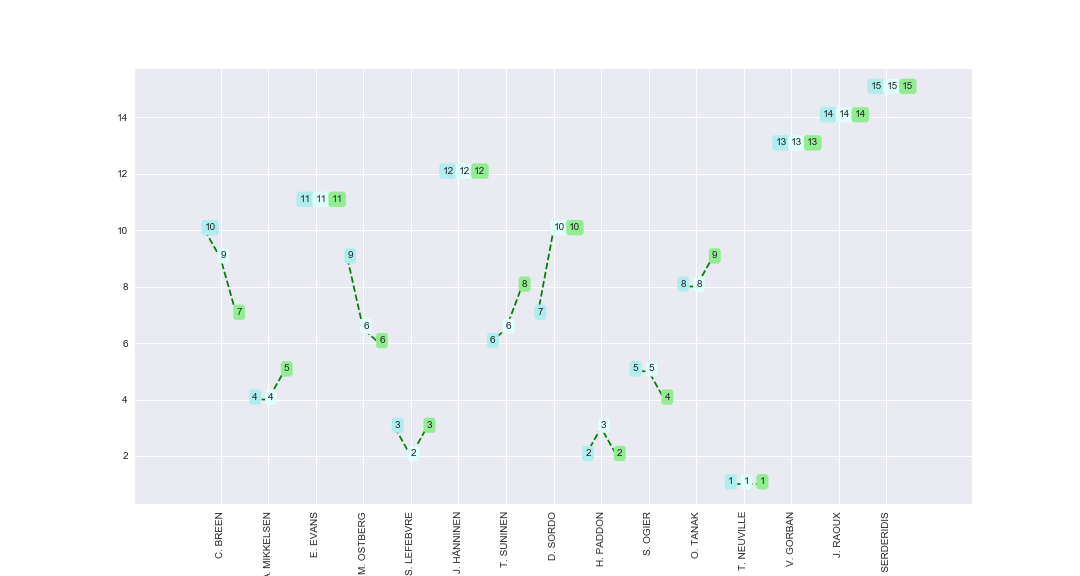 15 15 15
14
14 14 14
13 13 13
12
12 12 12
11 11 11
10
10
10 10
9
9
9
8
8
8 8
7
7
6
6 6
6
6
5
5 5
4
4 4
4
3
3
3
2
2
2 2
1 1 1
C. BREEN
A. MIKKELSEN
E. EVANS
M. OSTBERG
S. LEFEBVRE
J. HÄNNINEN
T. SUNINEN
D. SORDO
H. PADDON
S. OGIER
O. TANAK
T. NEUVILLE
V. GORBAN
J. RAOUX
SERDERIDIS